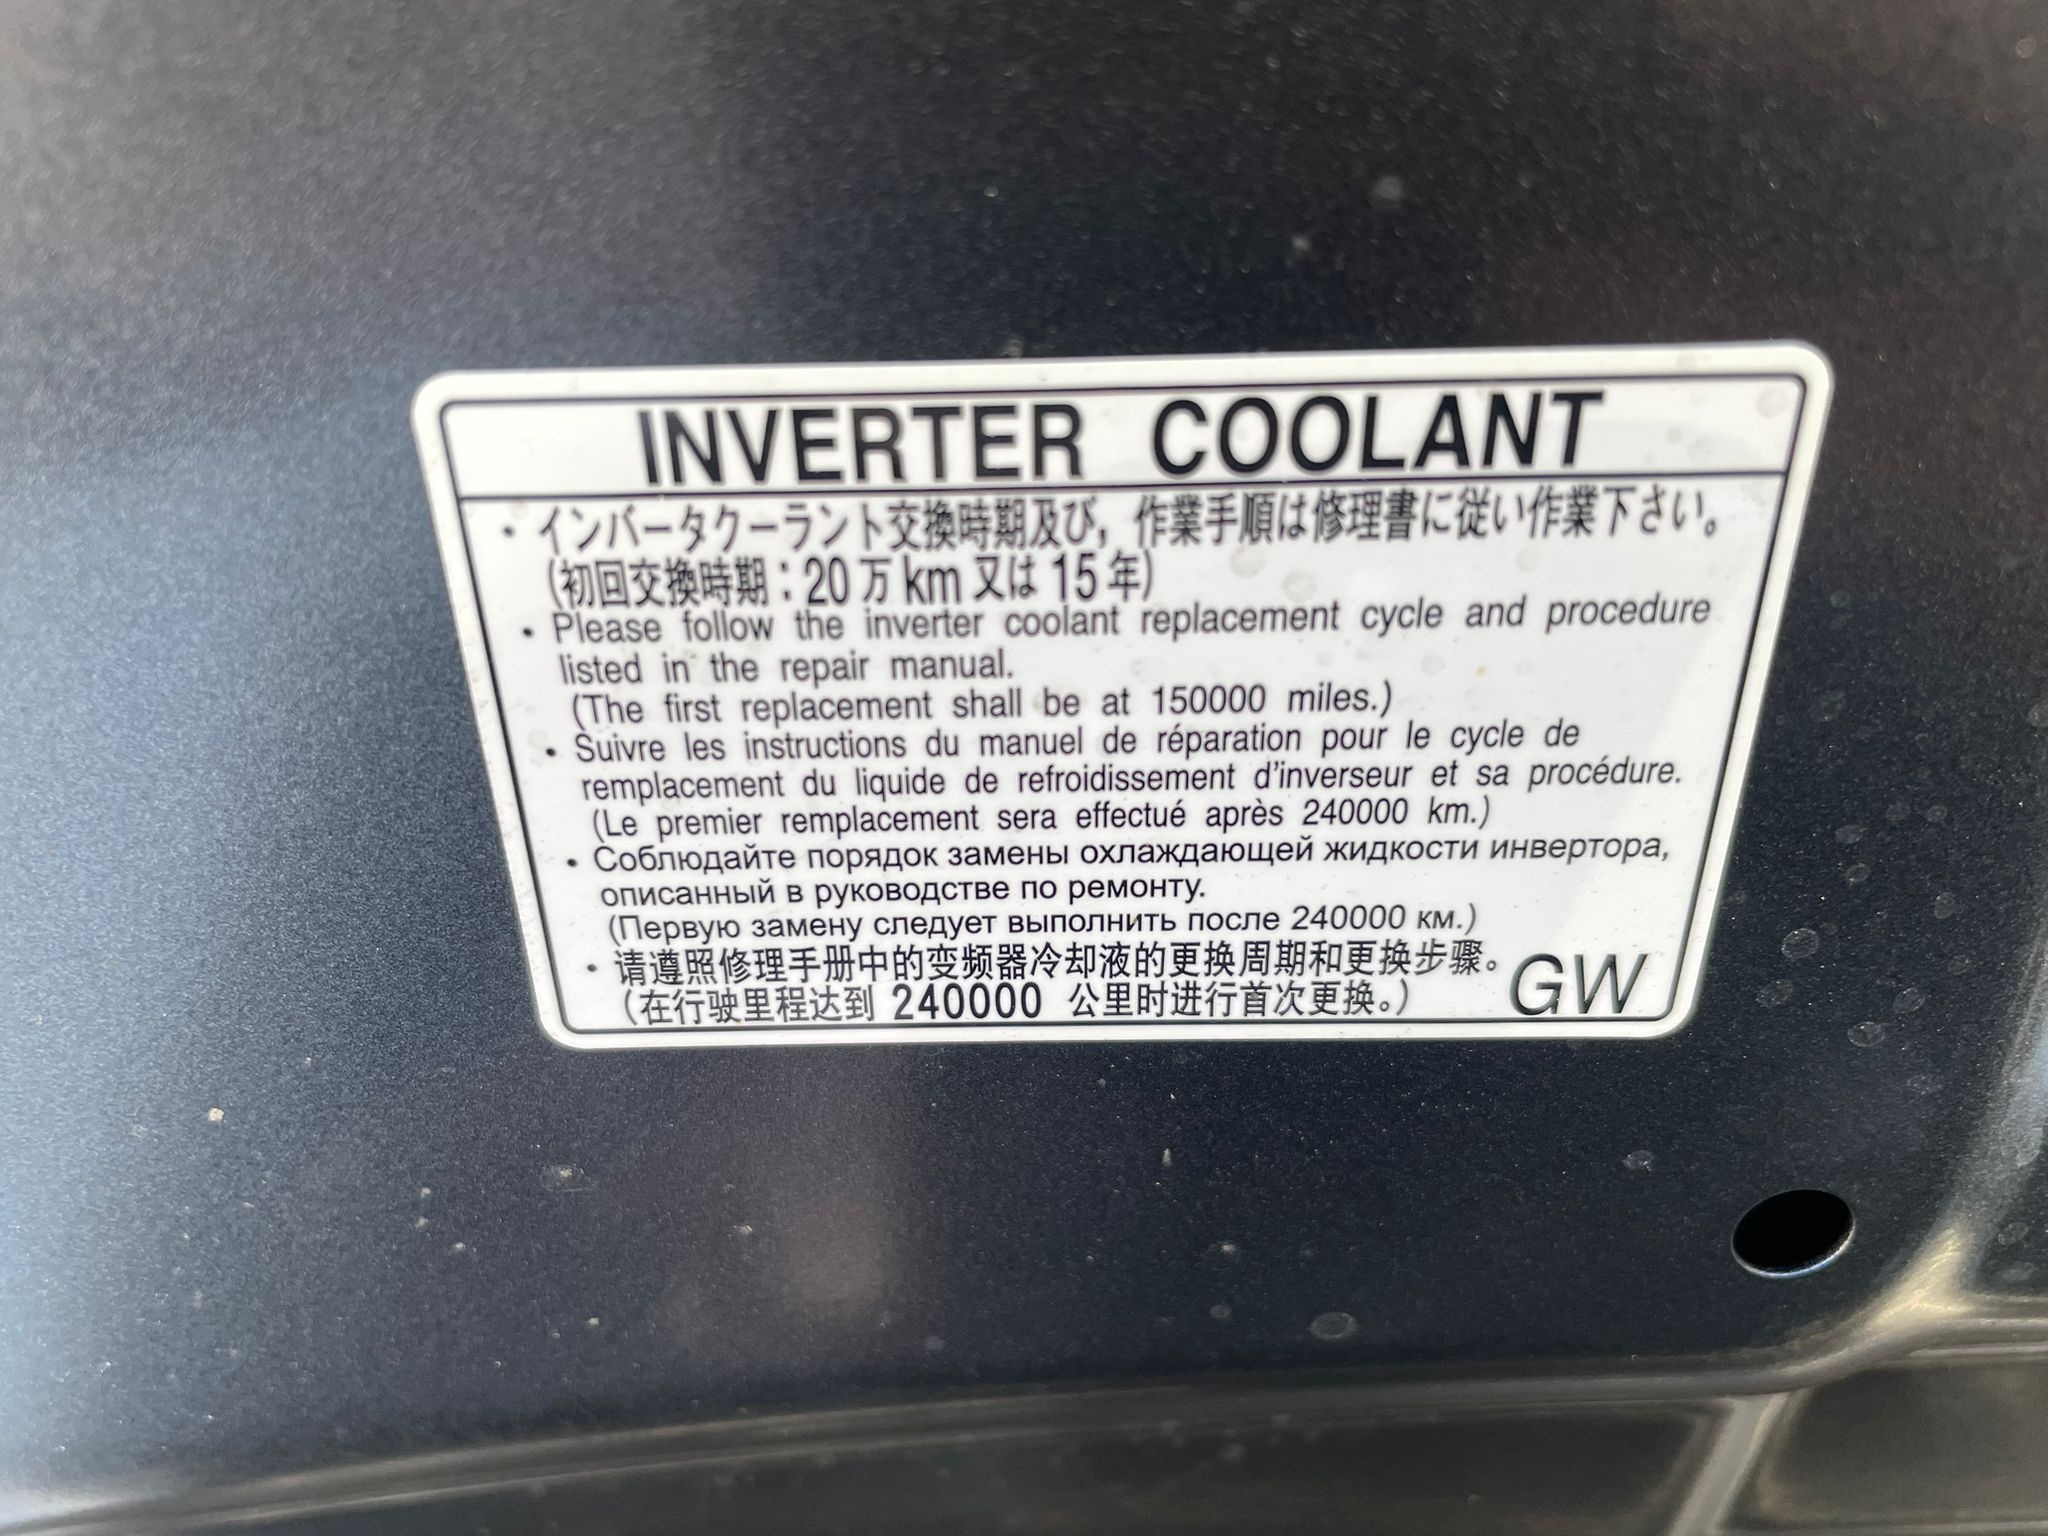 INVERTER COOLANT
・インバータクーラント交換時期及び，作業手順は修理書に従い作業下さい。
(初回交換時期：20万km又は15年)
• Please follow the inverter coolant replacement cycle and procedure
listed in the repair manual.
(The first replacement shall be at 150000 miles.)
• Suivre les instructions du manuel de réparation pour le cycle de
remplacement du liquide de refroidissement d'inverseur et sa procédure.
(Le premier remplacement sera effectué après 240000 km.)
• Соблюдайте порядок замены охлаждающей жидкости инвертора,
описанный в руководстве по ремонту.
(Первую замену следует выполнить после 240000 км.)
• 请遵照修理手册中的变频器冷却液的更换周期和更换步骤。
(在行驶里程达到 240000 公里时进行首次更换。)
GW